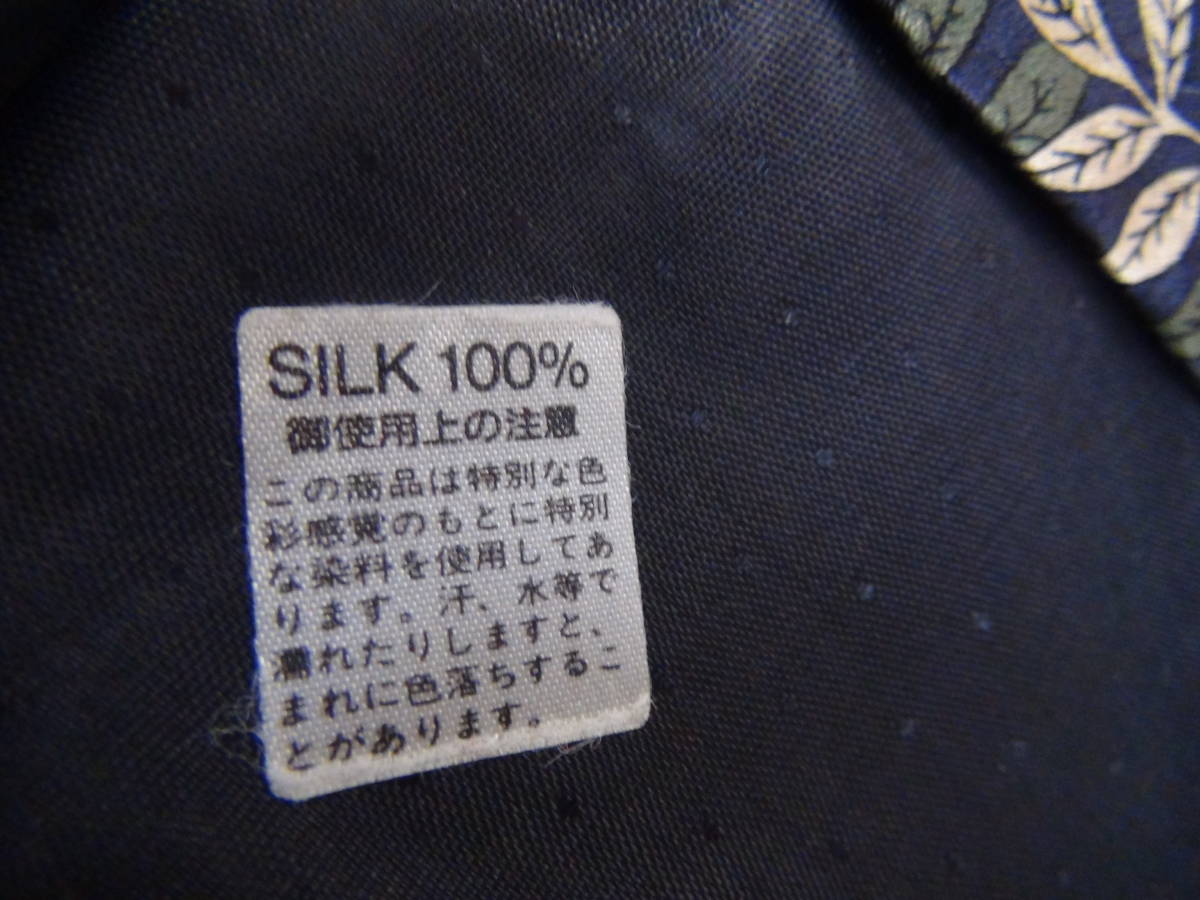 SILK 100%
御使用上の注意
この商品は特別な色
彩感覚のもとに特別
な染料を使用してあ
ります。汗、水等で
濡れたりしますと、
まれに色落ちするこ
とがあります。